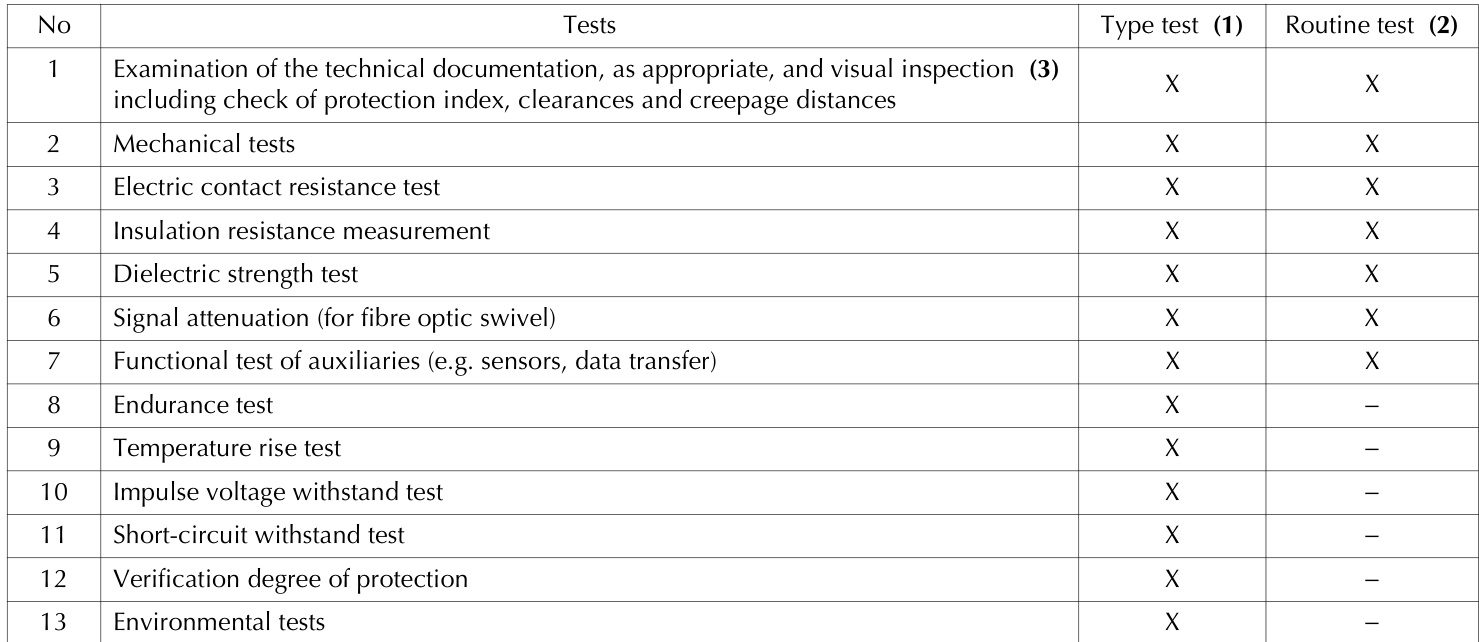 No Tests Type test (1) Routine test (2)
1 Examination of the technical documentation, as appropriate, and visual inspection (3)
including check of protection index, clearances and creepage distances X X
2 Mechanical tests X X
3 Electric contact resistance test X X
4 Insulation resistance measurement X X
5 Dielectric strength test X X
6 Signal attenuation (for fibre optic swivel) X X
7 Functional test of auxiliaries (e.g. sensors, data transfer) X X
8 Endurance test X –
9 Temperature rise test X –
10 Impulse voltage withstand test X –
11 Short-circuit withstand test X –
12 Verification degree of protection X –
13 Environmental tests X –